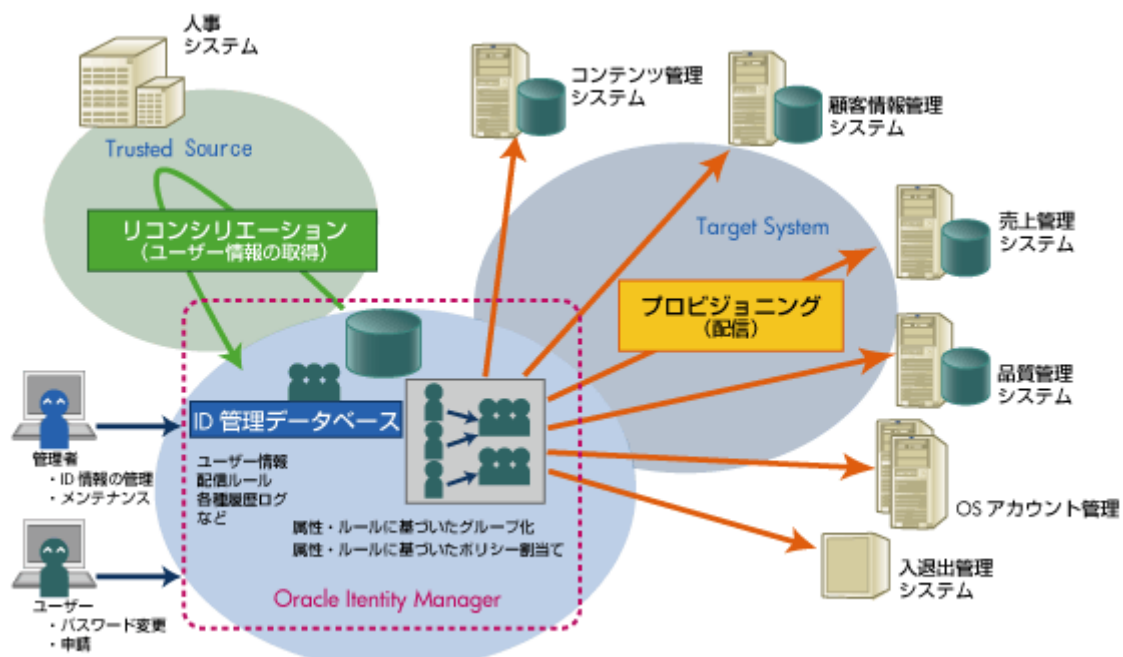 人事
システム
Trusted Source
リコンシリエーション
(ユーザー情報の取得)
コンテンツ管理
システム
顧客情報管理
システム
Target System
売上管理
システム
プロビジョニング
(配信)
品質管理
システム
OSアカウント管理
入退出管理
システム
管理者
・ID情報の管理
・メンテナンス
ユーザー
・パスワード変更
・申請
ID 管理データベース
ユーザー情報
配信ルール
各種履歴ログ
など
属性・ルールに基づいたグループ化
属性・ルールに基づいたポリシー割当て
Oracle Itentity Manager